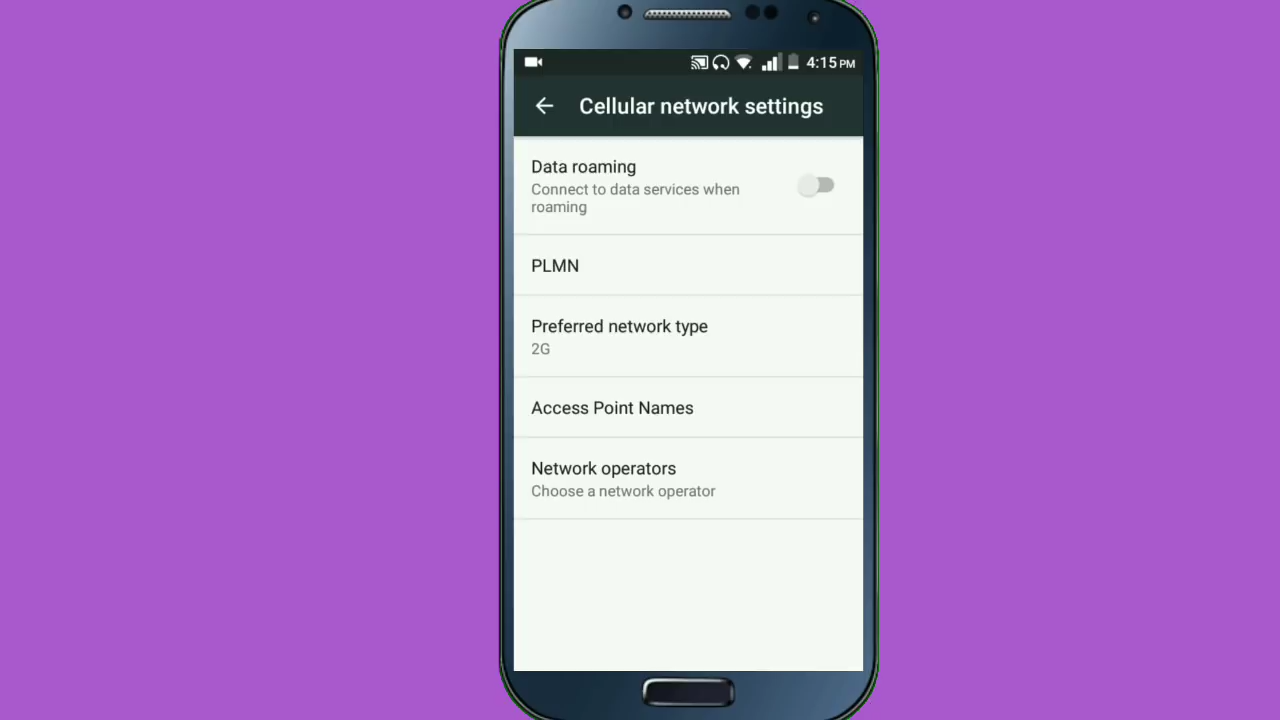 4:15 PM
Cellular network settings
Data roaming
Connect to data services when
roaming
PLMN
Preferred network type
2G
Access Point Names
Network operators
Choose a network operator